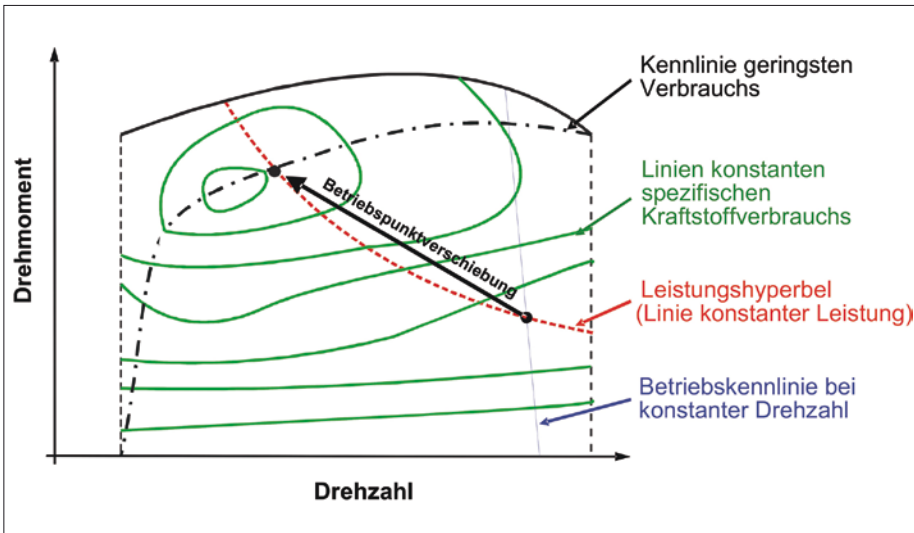 Kennlinie geringsten
Verbrauchs
Linien konstanten
spezifischen
Kraftstoffverbrauchs
Betriebspunktverschiebung
Leistungshyperbel
(Linie konstanter Leistung)
Betriebskennlinie bei
konstanter Drehzahl
Drehmoment
Drehzahl